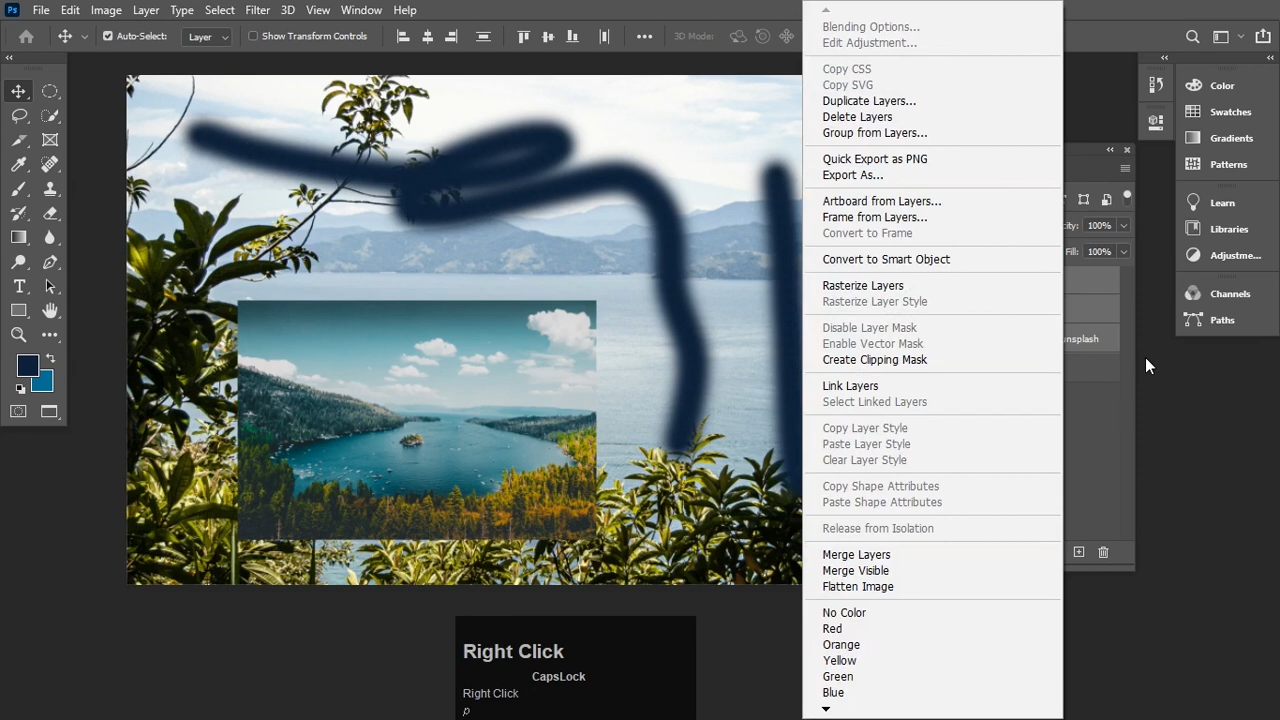 Ps File Edit Image Layer Type Select Filter 3D View Window Help
Auto-Select: Layer Show Transform Controls 3D Mode:
Blending Options...
Edit Adjustment...
Copy CSS
Copy SVG
Duplicate Layers...
Delete Layers
Group from Layers...
Quick Export as PNG
Export As...
Artboard from Layers...
Frame from Layers...
Convert to Frame
Convert to Smart Object
Rasterize Layers
Rasterize Layer Style
Disable Layer Mask
Enable Vector Mask
Create Clipping Mask
Link Layers
Select Linked Layers
Copy Layer Style
Paste Layer Style
Clear Layer Style
Copy Shape Attributes
Paste Shape Attributes
Release from Isolation
Merge Layers
Merge Visible
Flatten Image
No Color
Red
Orange
Yellow
Green
Blue
city: 100%
Fill: 100%
unsplash
Color
Swatches
Gradients
Patterns
Learn
Libraries
Adjustme...
Channels
Paths
Right Click
CapsLock
Right Click
p